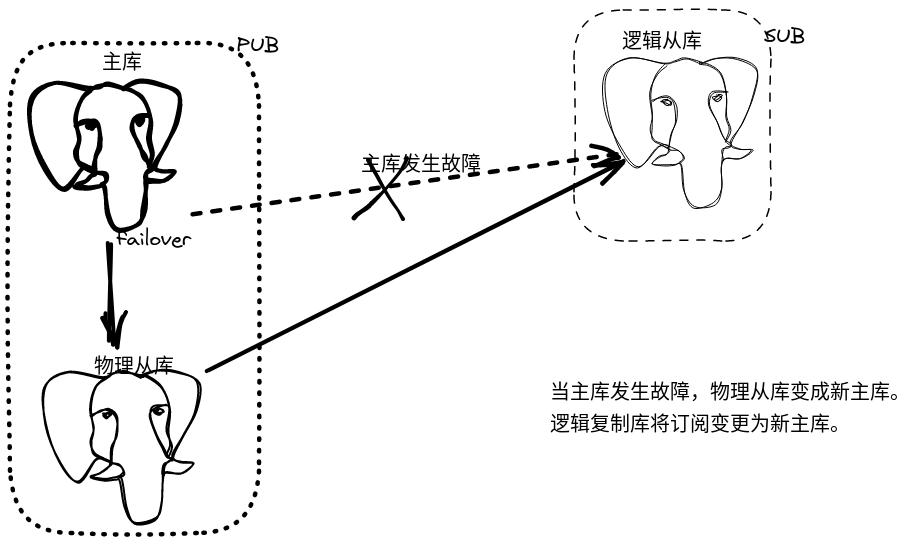 PUB
主库
逻辑从库
SUB
主库发生故障
failover
物理从库
当主库发生故障，物理从库变成新主库。
逻辑复制库将订阅变更为新主库。